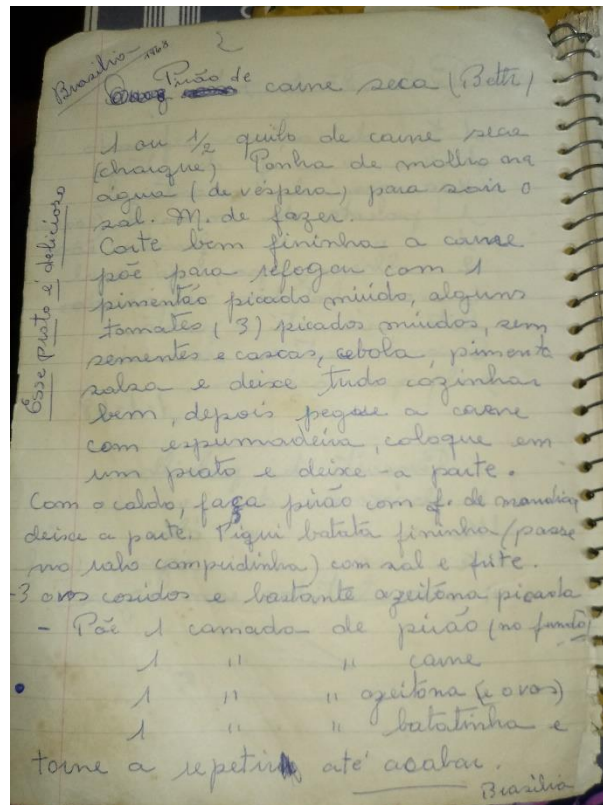 Brasília - 1968
2
Pirão de carne seca (Beth)
1 ou 1/2 quilo de carne seca
(charque) Ponha de molho na
água (de véspera) para sair o
sal. M. de fazer.
Corte bem fininha a carne
põe para refogar com 1
pimentão picado miúdo, alguns
tomates (3) picados miúdos, sem
sementes e cascas, cebola, pimenta
salsa e deixe tudo cozinhar
bem, depois pegue a carne
com espumadeira, coloque em
um prato e deixe-a parte.
Com o caldo, faça pirão com f. de mandioca
deixe a parte. Piqui batata fininha (passe
no ralo compridinha) com sal e frite.
-3 ovos cosidos e bastante azeitona picada
- Põe 1 camada de pirão (no fundo)
1 " " carne
1 " " azeitona (e ovos)
1 " " batatinha e
torne a repetir até acabar.
Brasília
Esse prato é delicioso